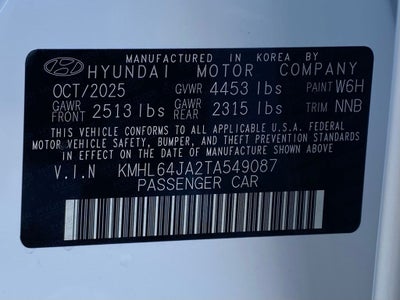 MANUFACTURED IN KOREA BY
HYUNDAI MOTOR COMPANY
OCT/2025 GVWR 4453 lbs PAINT W6H
GAWR FRONT 2513 lbs GAWR REAR 2315 lbs TRIM NNB
THIS VEHICLE CONFORMS TO ALL APPLICABLE U.S.A. FEDERAL
MOTOR VEHICLE SAFETY, BUMPER, AND THEFT PREVENTION STANDARDS
IN EFFECT ON THE DATE OF MANUFACTURE SHOWN ABOVE.
V.I.N KMHL64JA2TA549087
PASSENGER CAR